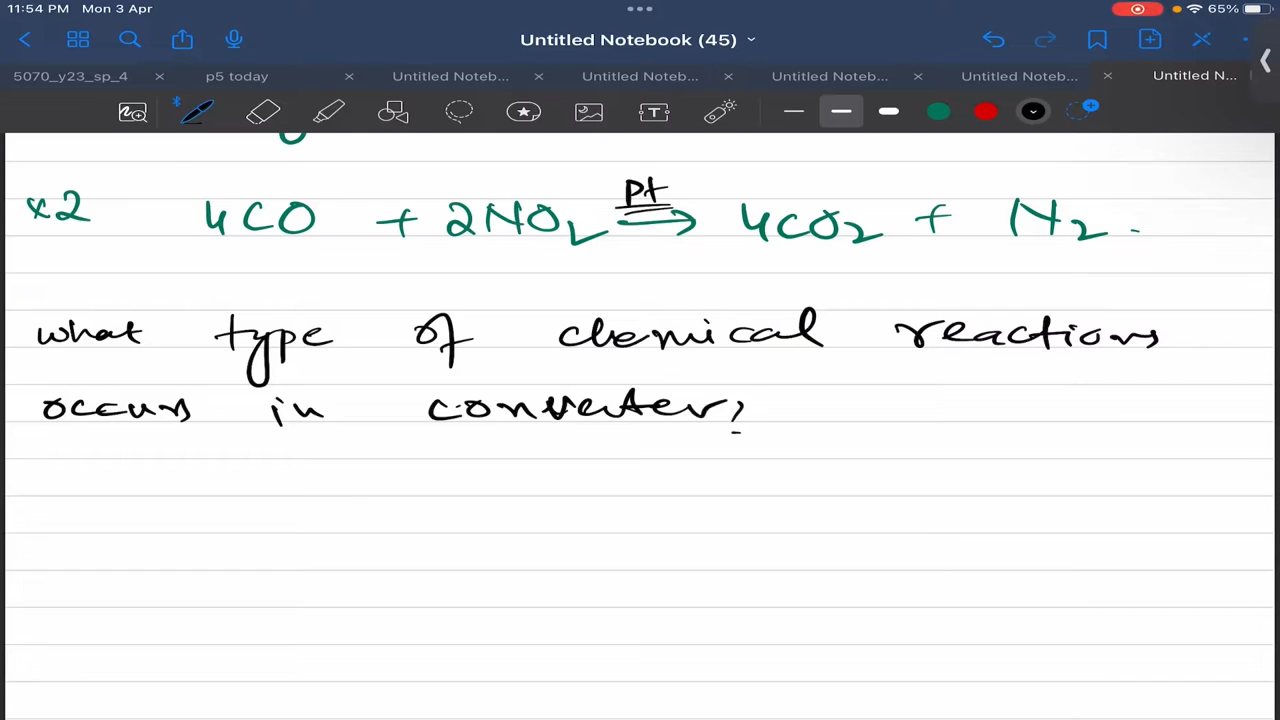 11:54 PM Mon 3 Apr
65%
Untitled Notebook (45)
5070_y23_sp_4
p5 today
Untitled Noteb...
Untitled Noteb...
Untitled Noteb...
Untitled Noteb...
Untitled N...
x2 4CO + 2NO₂ →(Pt) 4CO₂ + N₂.
what type of chemical reactions
occurs in converter?